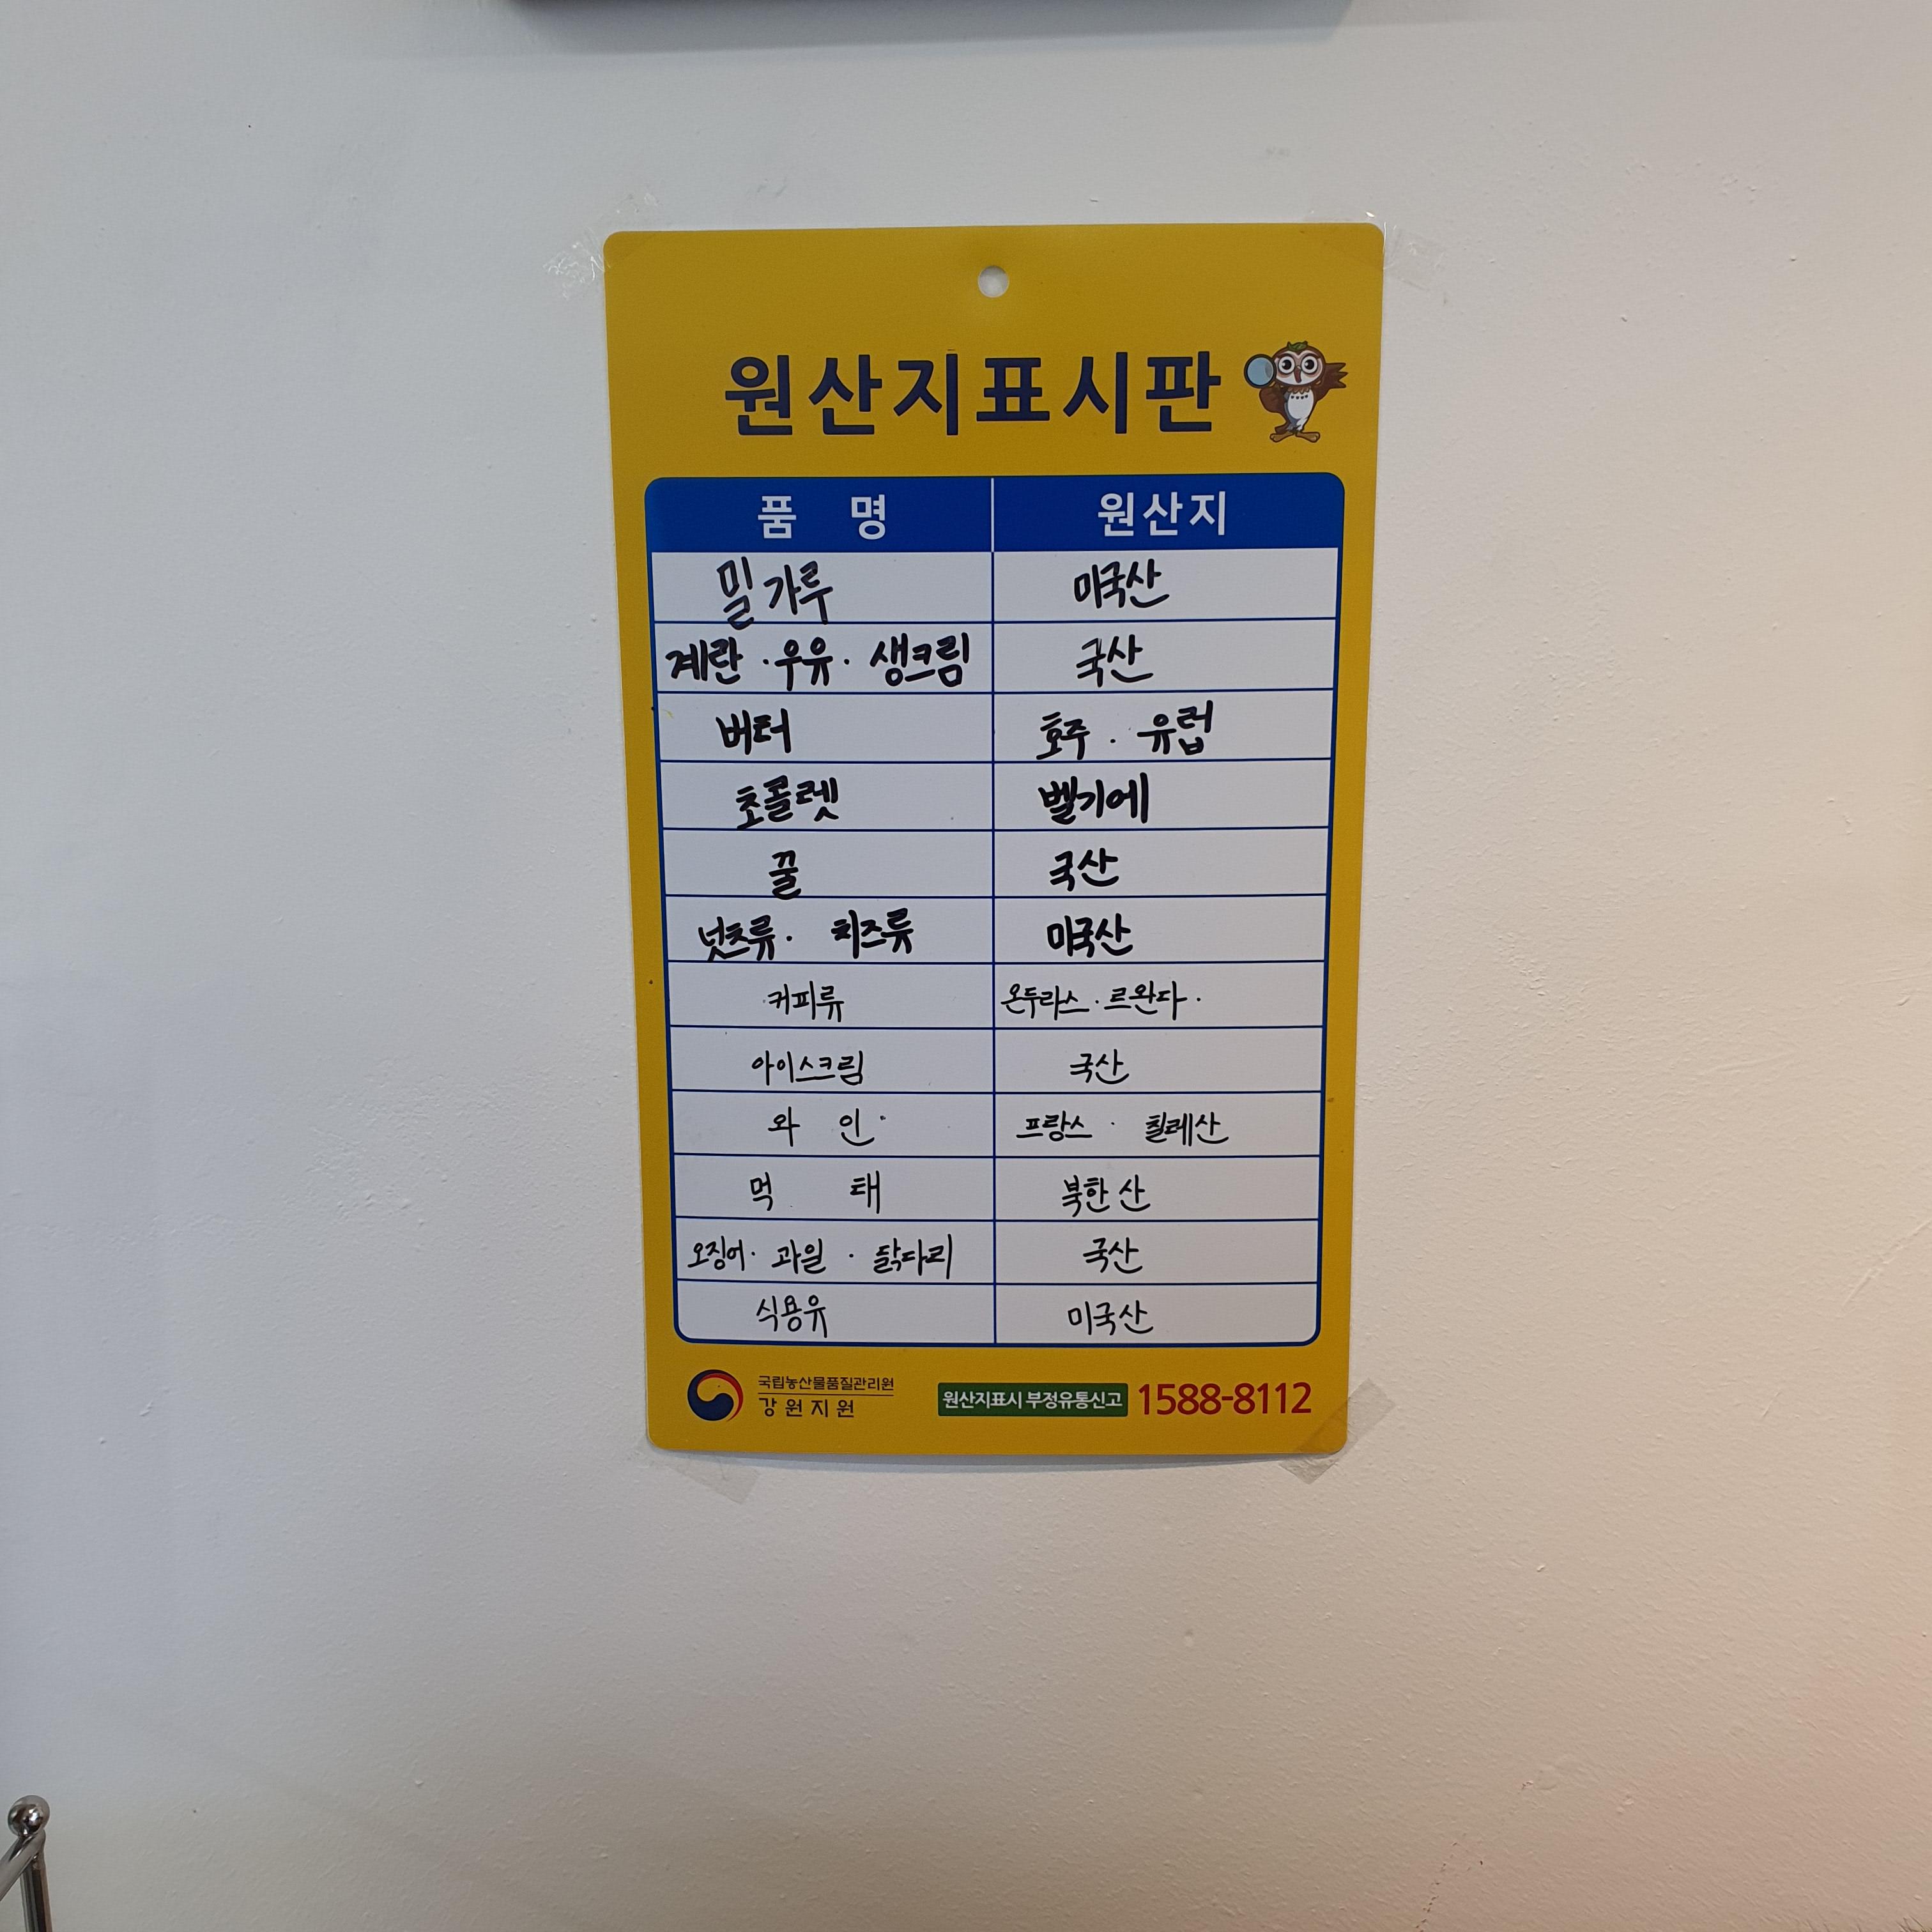 원산지표시판
품 명 원산지
밀가루 미국산
계란 · 우유 · 생크림 국산
버터 호주 · 유럽
초콜렛 벨기에
꿀 국산
넛츠류 · 치즈류 미국산
커피류 온두라스 · 르완다 ·
아이스크림 국산
와 인 프랑스 · 칠레산
먹 태 북한산
오징어 · 과일 · 닭다리 국산
식용유 미국산
국립농산물품질관리원
강원지원
원산지표시 부정유통신고 1588-8112